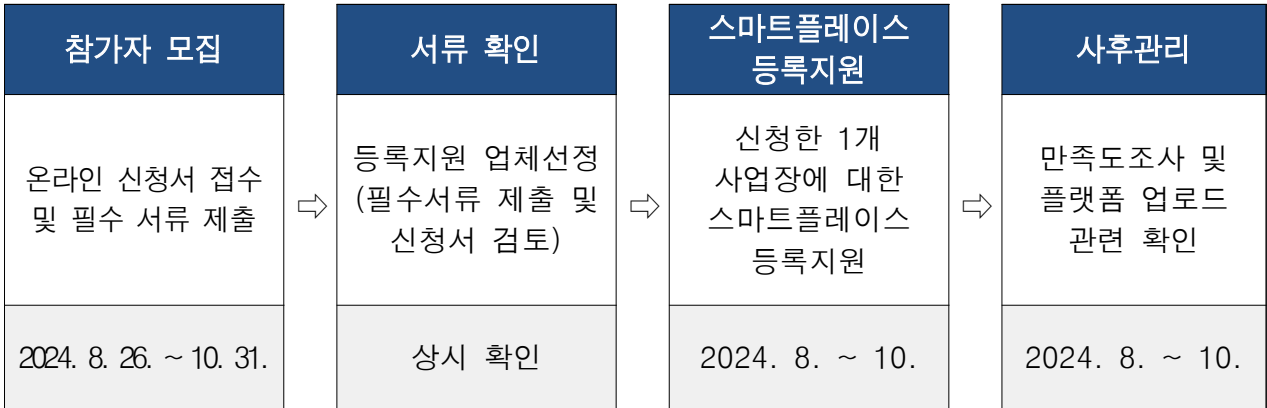 참가자 모집
온라인 신청서 접수
및 필수 서류 제출
2024. 8. 26. ~ 10. 31.
⇨
서류 확인
등록지원 업체선정
(필수서류 제출 및
신청서 검토)
상시 확인
⇨
스마트플레이스
등록지원
신청한 1개
사업장에 대한
스마트플레이스
등록지원
2024. 8. ~ 10.
⇨
사후관리
만족도조사 및
플랫폼 업로드
관련 확인
2024. 8. ~ 10.